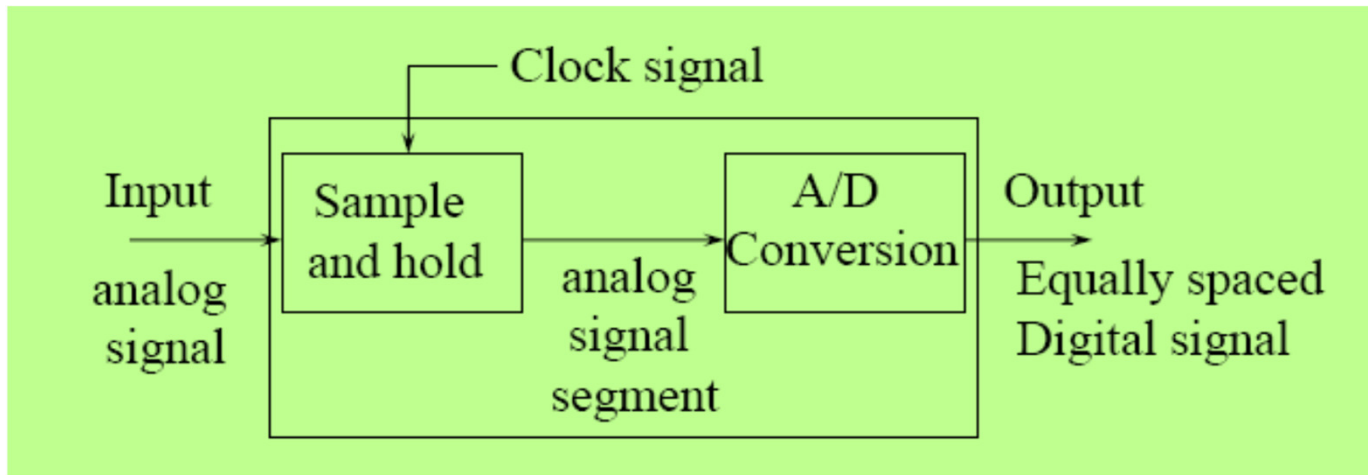 Clock signal
Input
analog
signal
Sample
and hold
analog
signal
segment
A/D
Conversion
Output
Equally spaced
Digital signal